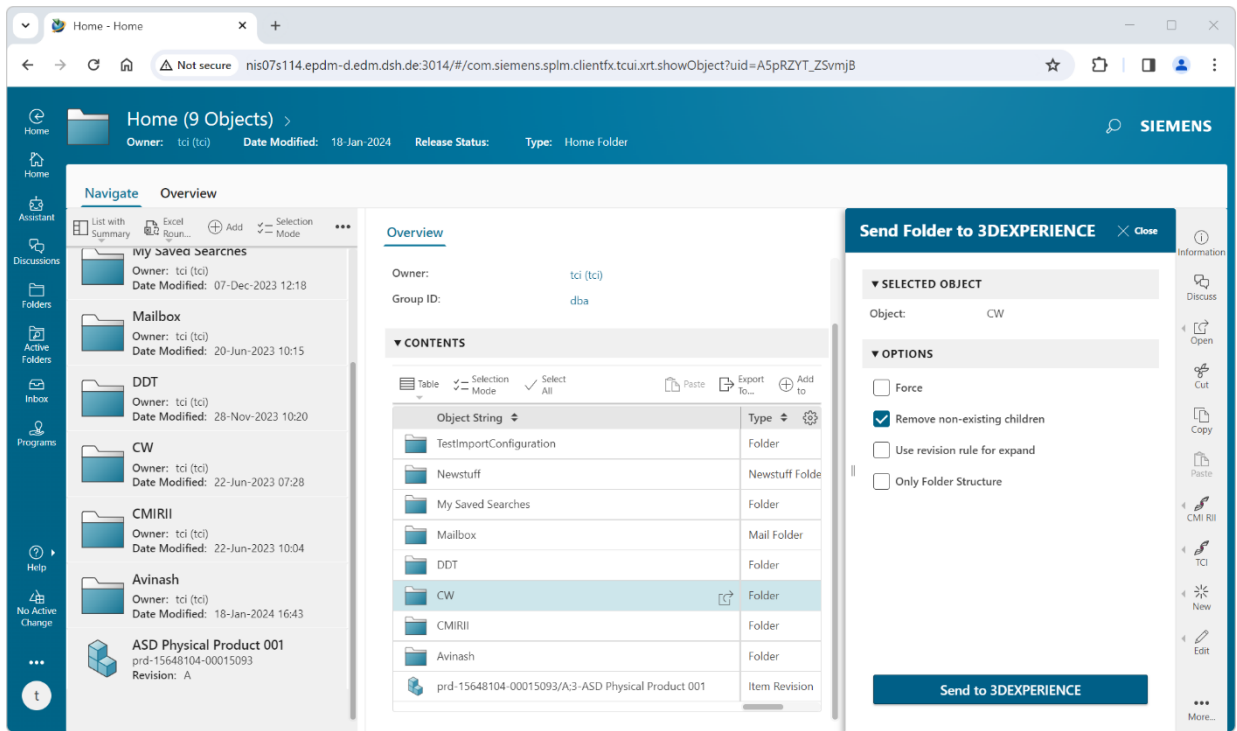 Home - Home
Not secure nis07s114.epdm-d.edm.dsh.de:3014/#/com.siemens.splm.clientfx.tcui.xrt.showObject?uid=A5pRZYT_ZSvmjB
Home
Home
Assistant
Discussions
Folders
Active
Folders
Inbox
Programs
Help
No Active
Change
t
Home (9 Objects)
Owner: tci (tci) Date Modified: 18-Jan-2024 Release Status: Type: Home Folder
SIEMENS
Navigate Overview
List with
Summary
Excel
Roun...
Add
Selection
Mode
My Saved Searches
Owner: tci (tci)
Date Modified: 07-Dec-2023 12:18
Mailbox
Owner: tci (tci)
Date Modified: 20-Jun-2023 10:15
DDT
Owner: tci (tci)
Date Modified: 28-Nov-2023 10:20
CW
Owner: tci (tci)
Date Modified: 22-Jun-2023 07:28
CMIRII
Owner: tci (tci)
Date Modified: 22-Jun-2023 10:04
Avinash
Owner: tci (tci)
Date Modified: 18-Jan-2024 16:43
ASD Physical Product 001
prd-15648104-00015093
Revision: A
Overview
Owner: tci (tci)
Group ID: dba
CONTENTS
Table
Selection
Mode
Select
All
Paste
Export
To...
Add
to
Object String Type
TestImportConfiguration Folder
Newstuff Newstuff Folde
My Saved Searches Folder
Mailbox Mail Folder
DDT Folder
CW Folder
CMIRII Folder
Avinash Folder
prd-15648104-00015093/A;3-ASD Physical Product 001 Item Revision
Send Folder to 3DEXPERIENCE Close
SELECTED OBJECT
Object: CW
OPTIONS
Force
Remove non-existing children
Use revision rule for expand
Only Folder Structure
Send to 3DEXPERIENCE
Information
Discuss
Open
Cut
Copy
Paste
CMI RII
TCI
New
Edit
More...